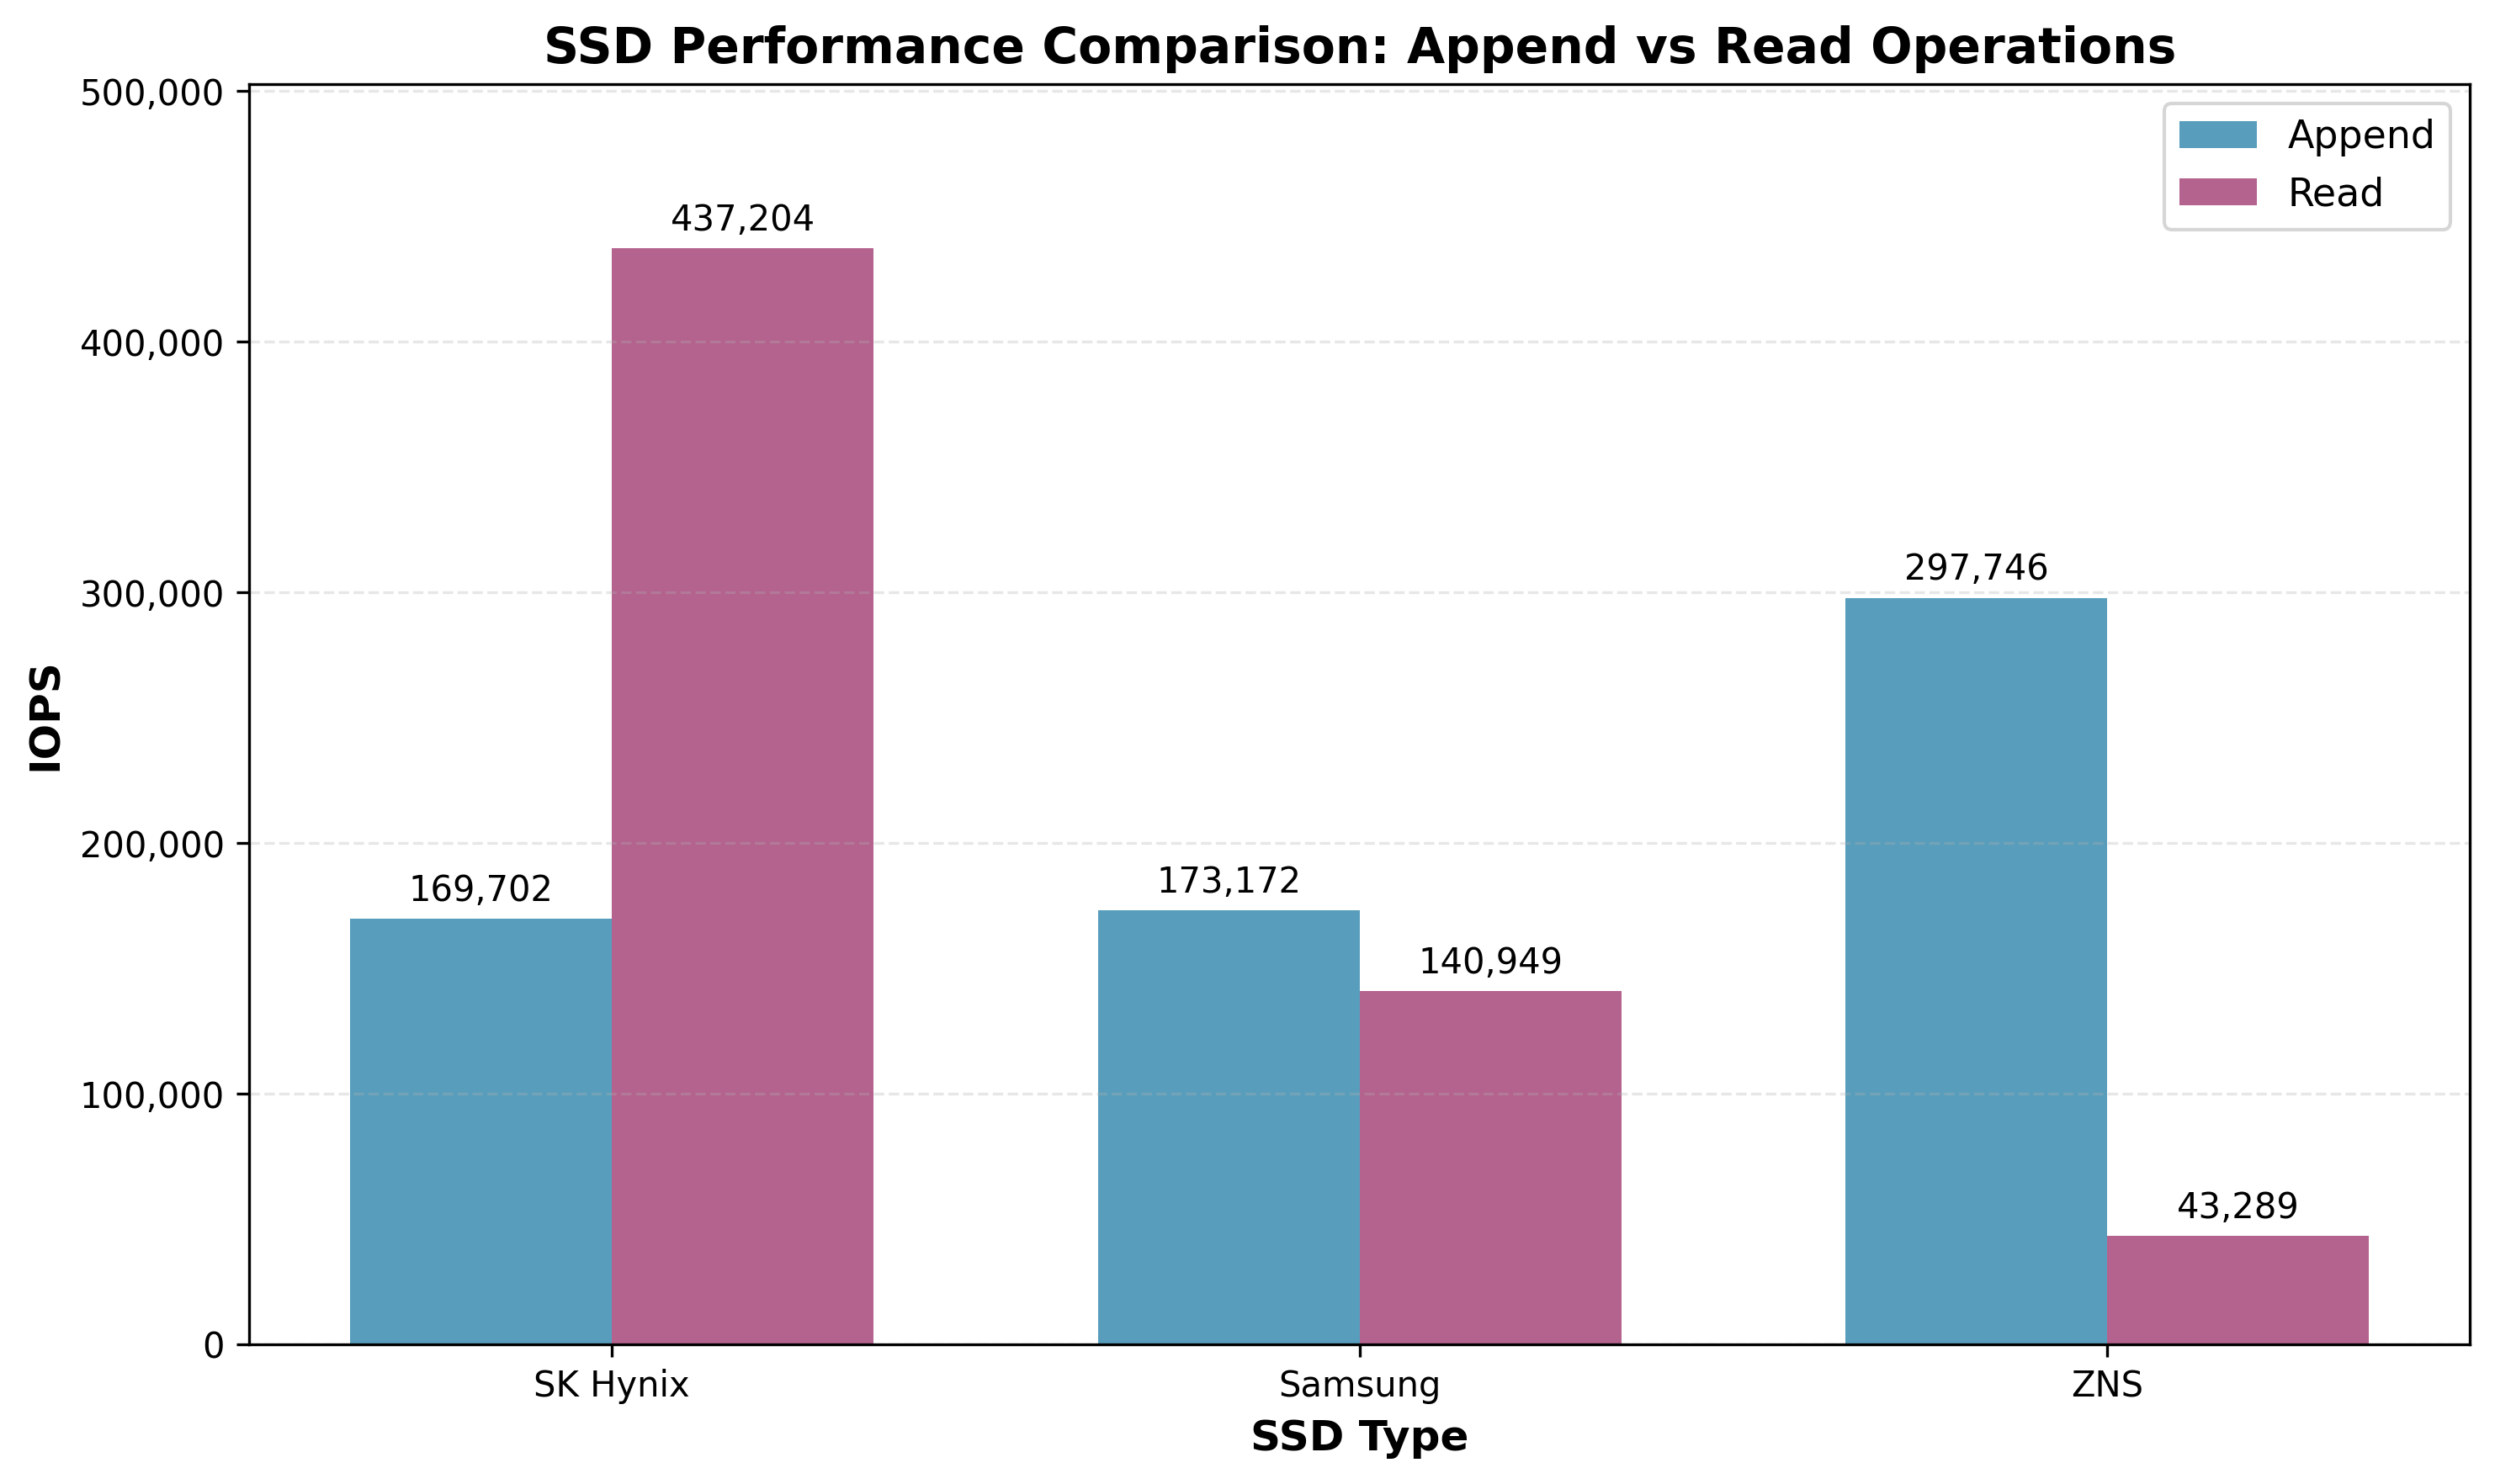 SSD Performance Comparison: Append vs Read Operations
500,000
400,000
300,000
200,000
100,000
0
IOPS
Append
Read
169,702
437,204
173,172
140,949
297,746
43,289
SK Hynix
Samsung
ZNS
SSD Type